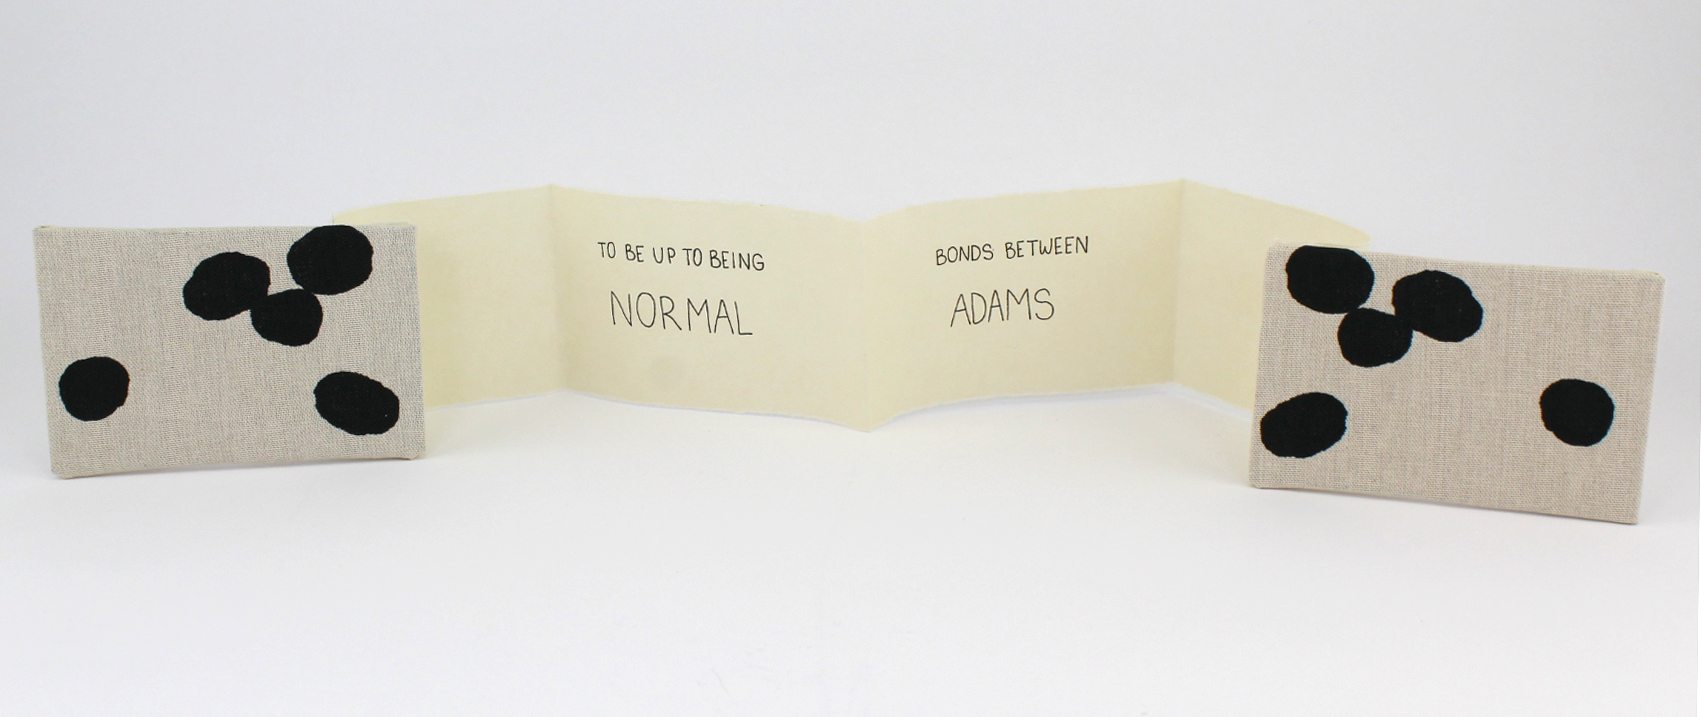 TO BE UP TO BEING
NORMAL
BONDS BETWEEN
ADAMS